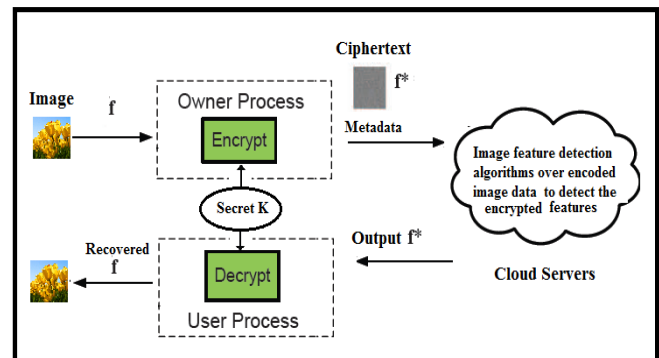 Ciphertext
f*
Image
f
Owner Process
Encrypt
Metadata
Image feature detection
algorithms over encoded
image data to detect the
encrypted features
Secret K
Recovered
f
Decrypt
User Process
Output f*
Cloud Servers